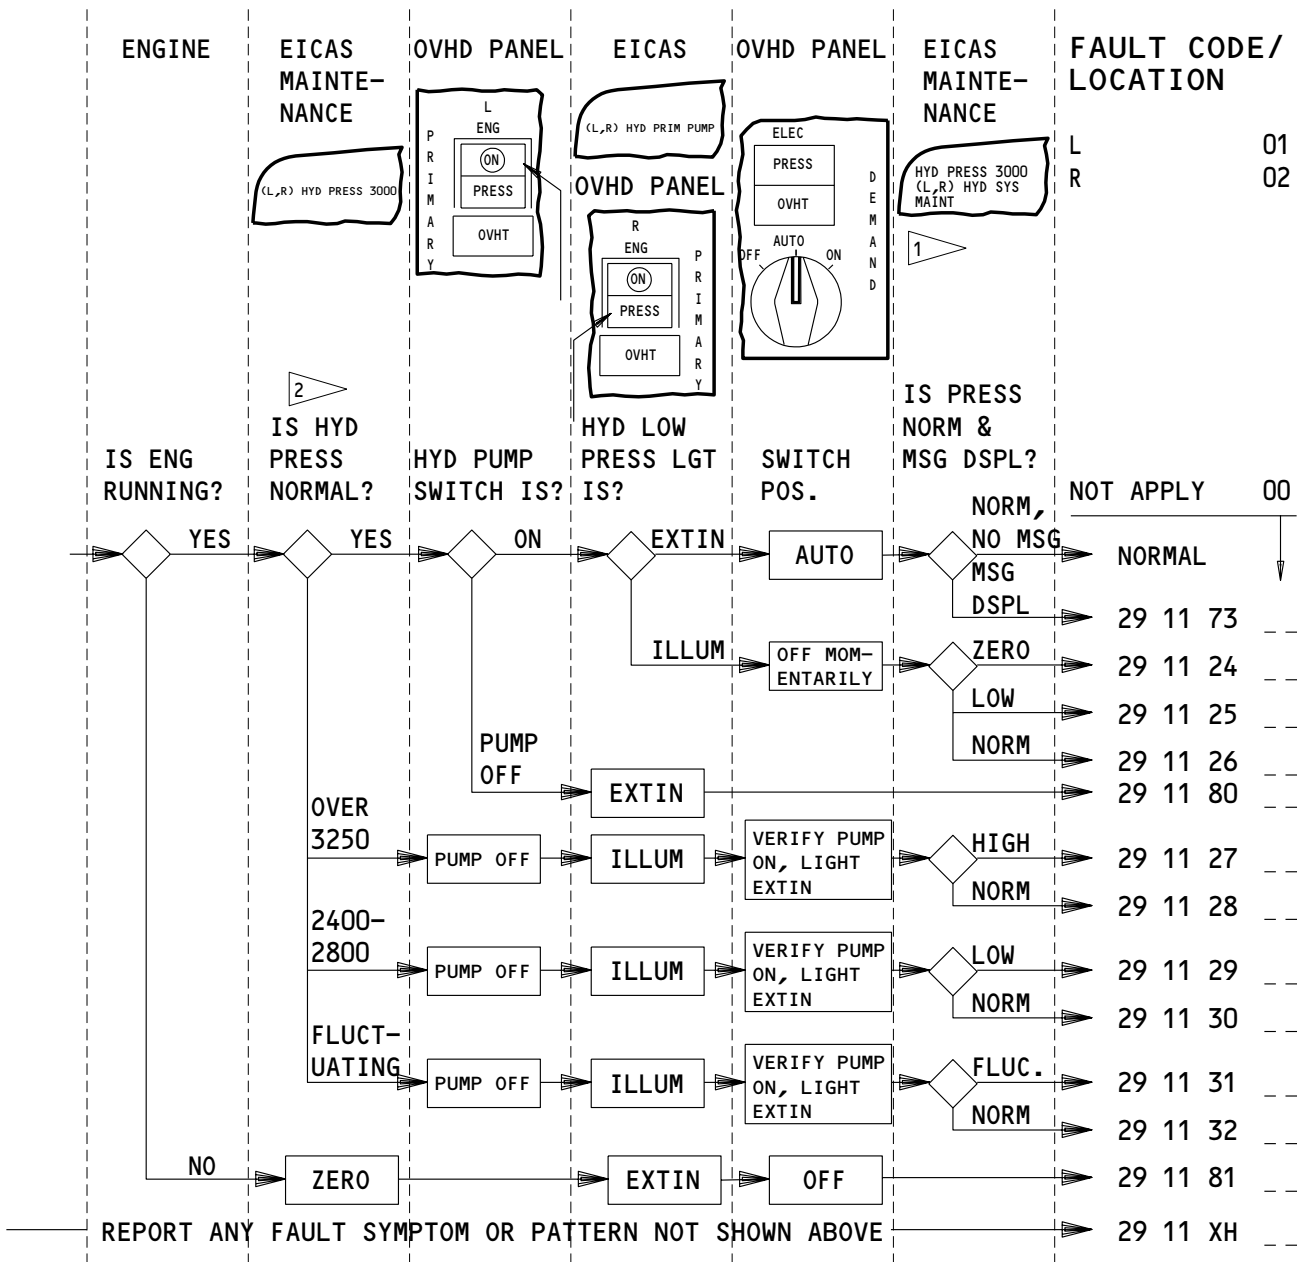 ENGINE
EICAS
MAINTE-
NANCE
OVHD PANEL
EICAS
OVHD PANEL
EICAS
MAINTE-
NANCE
FAULT CODE/
LOCATION
L 01
R 02
(L,R) HYD PRESS 3000
L
ENG
ON
PRESS
OVHT
PRIMARY
(L,R) HYD PRIM PUMP
OVHD PANEL
R
ENG
ON
PRESS
OVHT
PRIMARY
ELEC
PRESS
OVHT
DEMAND
OFF
AUTO
ON
HYD PRESS 3000
(L,R) HYD SYS
MAINT
1
2
IS ENG
RUNNING?
IS HYD
PRESS
NORMAL?
HYD PUMP
SWITCH IS?
HYD LOW
PRESS LGT
IS?
SWITCH
POS.
IS PRESS
NORM &
MSG DSPL?
NOT APPLY 00
YES
YES
ON
EXTIN
AUTO
NORM,
NO MSG
NORMAL
MSG
DSPL
29 11 73 _ _
ILLUM
OFF MOM-
ENTARILY
ZERO
29 11 24 _ _
LOW
29 11 25 _ _
NORM
29 11 26 _ _
PUMP
OFF
EXTIN
29 11 80 _ _
OVER
3250
PUMP OFF
ILLUM
VERIFY PUMP
ON, LIGHT
EXTIN
HIGH
29 11 27 _ _
NORM
29 11 28 _ _
2400-
2800
PUMP OFF
ILLUM
VERIFY PUMP
ON, LIGHT
EXTIN
LOW
29 11 29 _ _
NORM
29 11 30 _ _
FLUCT-
UATING
PUMP OFF
ILLUM
VERIFY PUMP
ON, LIGHT
EXTIN
FLUC.
29 11 31 _ _
NORM
29 11 32 _ _
NO
ZERO
EXTIN
OFF
29 11 81 _ _
REPORT ANY FAULT SYMPTOM OR PATTERN NOT SHOWN ABOVE
29 11 XH _ _